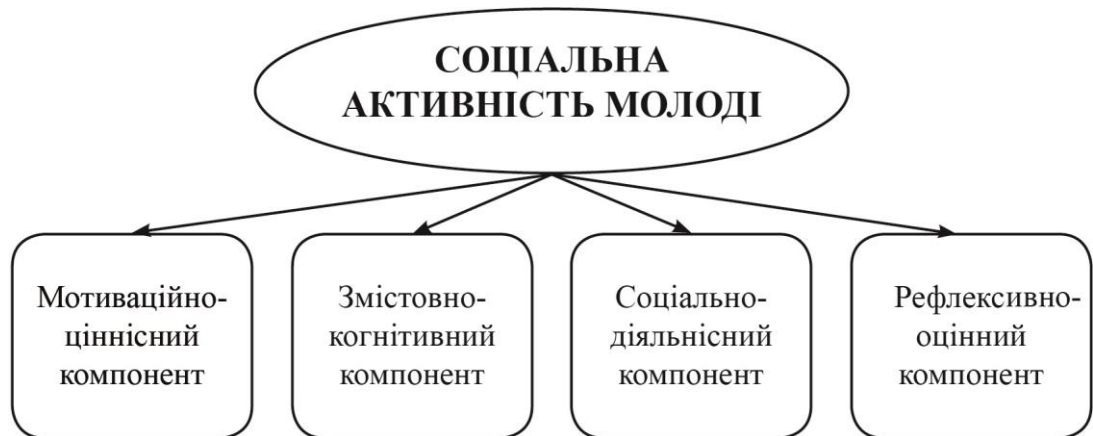 СОЦІАЛЬНА
АКТИВНІСТЬ МОЛОДІ
Мотиваційно-
ціннісний
компонент
Змістовно-
когнітивний
компонент
Соціально-
діяльнісний
компонент
Рефлексивно-
оцінний
компонент